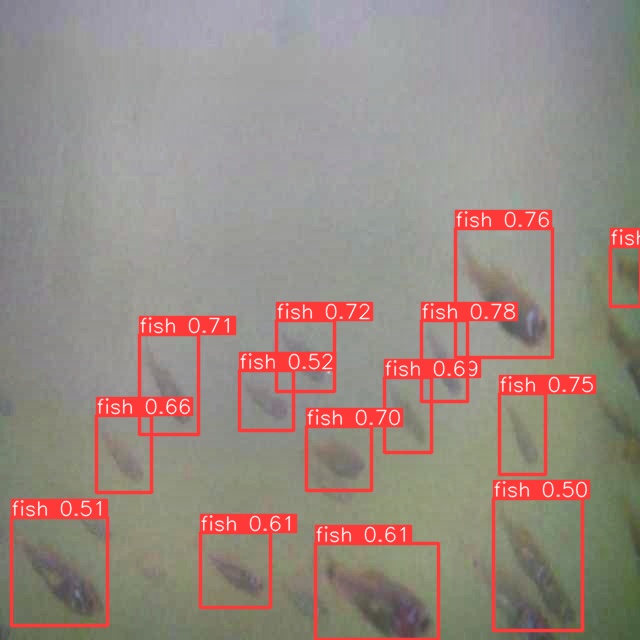 fish 0.76
fish
fish 0.72
fish 0.78
fish 0.71
fish 0.52
fish 0.69
fish 0.75
fish 0.66
fish 0.70
fish 0.50
fish 0.51
fish 0.61
fish 0.61